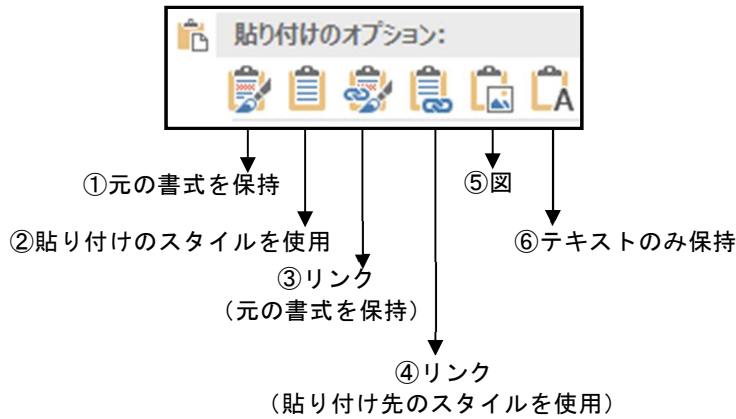 貼り付けのオプション:
A
①元の書式を保持
⑤図
②貼り付けのスタイルを使用
⑥テキストのみ保持
③リンク
（元の書式を保持）
④リンク
（貼り付け先のスタイルを使用）